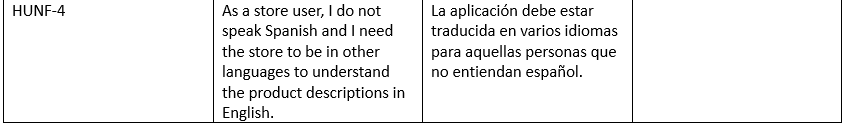 HUNF-4
As a store user, I do not
speak Spanish and I need
the store to be in other
languages to understand
the product descriptions in
English.
La aplicación debe estar
traducida en varios idiomas
para aquellas personas que
no entiendan español.